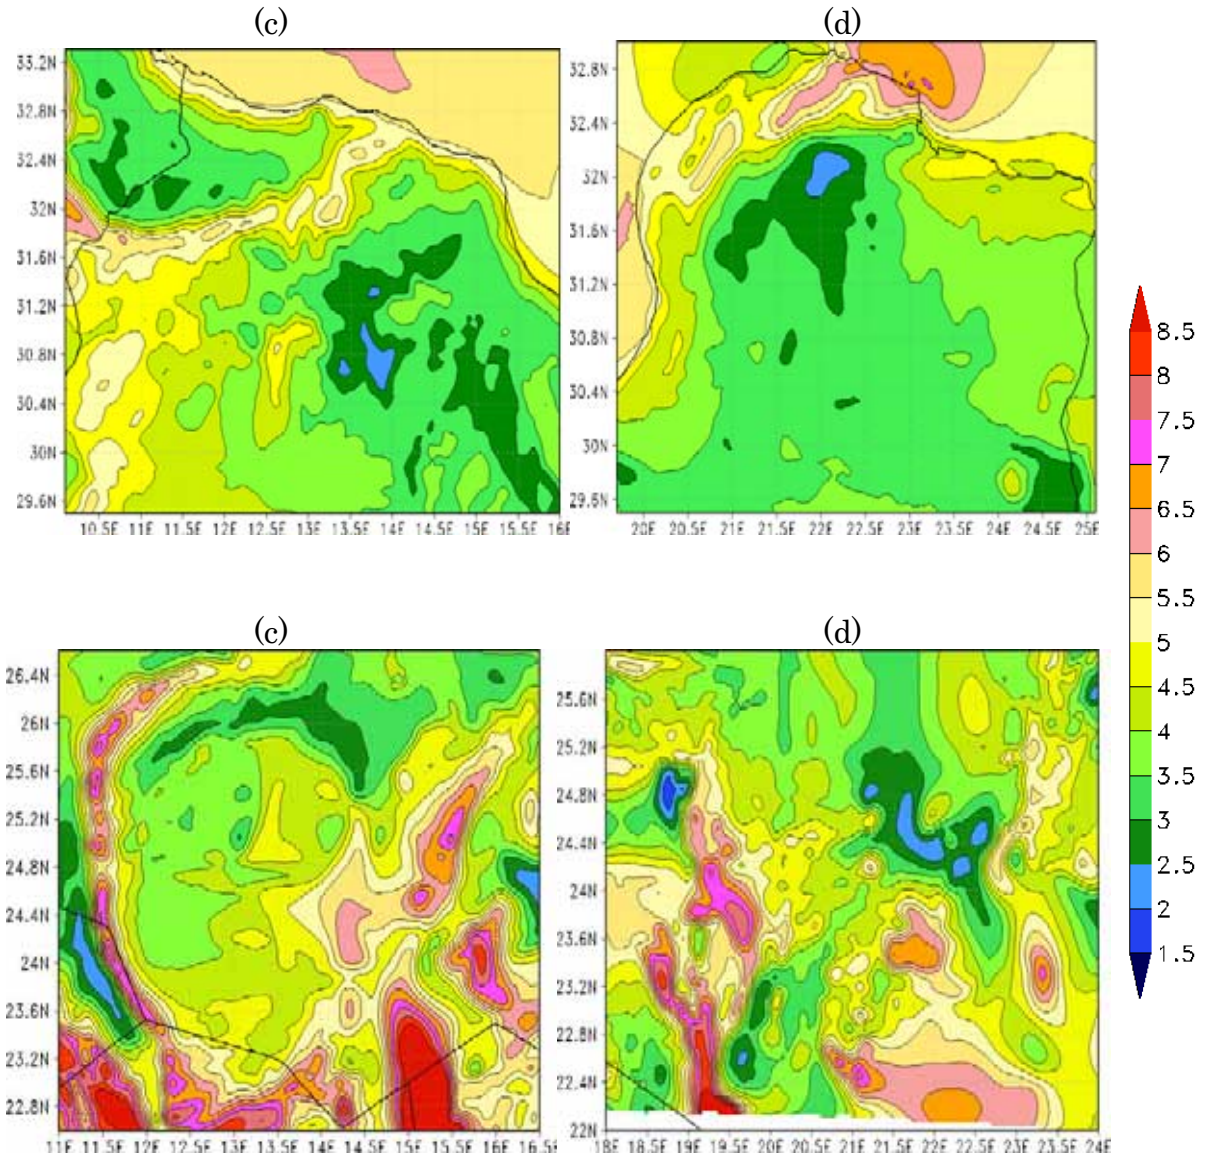 (c)
33.2N
32.8N
32.4N
32N
31.6N
31.2N
30.8N
30.4N
30N
29.6N
10.5E 11E 11.5E 12E 12.5E 13E 13.5E 14E 14.5E 15E 15.5E 16E
(d)
32.8N
32.4N
32N
31.6N
31.2N
30.8N
30.4N
30N
29.6N
20E 20.5E 21E 21.5E 22E 22.5E 23E 23.5E 24E 24.5E 25E
8.5
8
7.5
7
6.5
6
5.5
5
4.5
4
3.5
3
2.5
2
1.5
(c)
26.4N
26N
25.6N
25.2N
24.8N
24.4N
24N
23.6N
23.2N
22.8N
11E 11.5E 12E 12.5E 13E 13.5E 14E 14.5E 15E 15.5E 16E 16.5E
(d)
25.6N
25.2N
24.8N
24.4N
24N
23.6N
23.2N
22.8N
22.4N
22N
18E 18.5E 19E 19.5E 20E 20.5E 21E 21.5E 22E 22.5E 23E 23.5E 24E